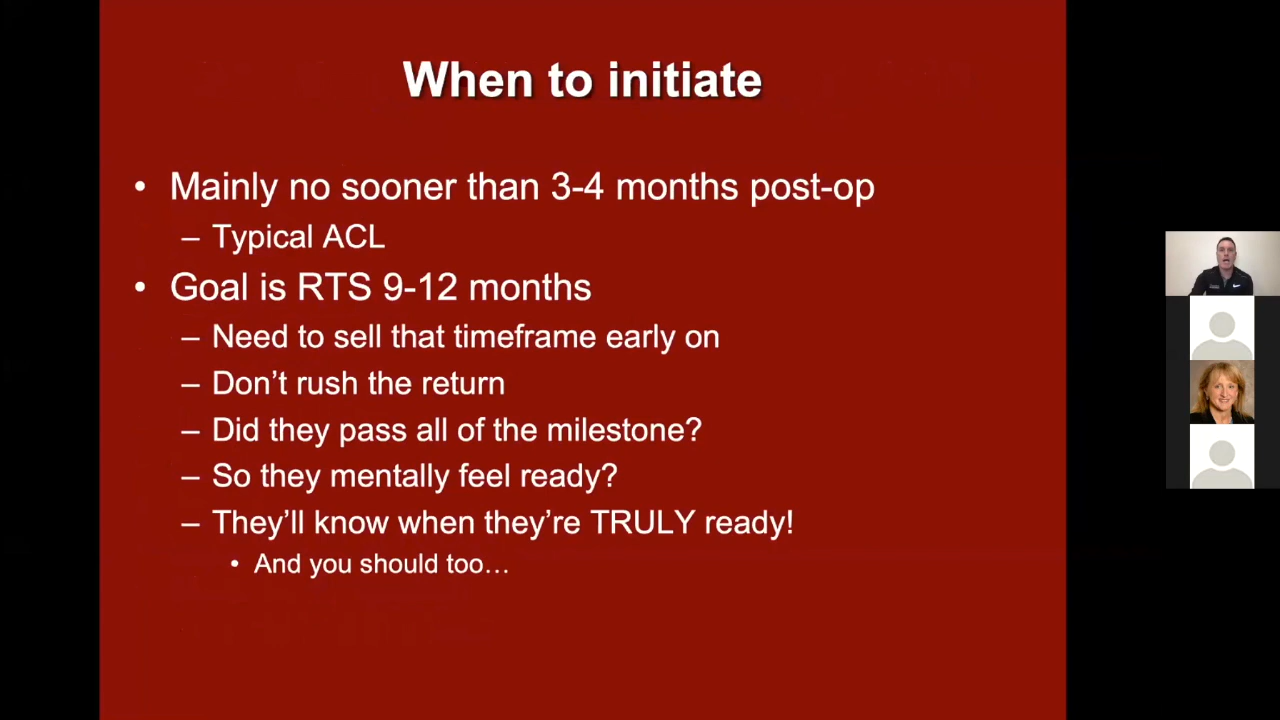 When to initiate
• Mainly no sooner than 3-4 months post-op
– Typical ACL
• Goal is RTS 9-12 months
– Need to sell that timeframe early on
– Don't rush the return
– Did they pass all of the milestone?
– So they mentally feel ready?
– They'll know when they're TRULY ready!
• And you should too…